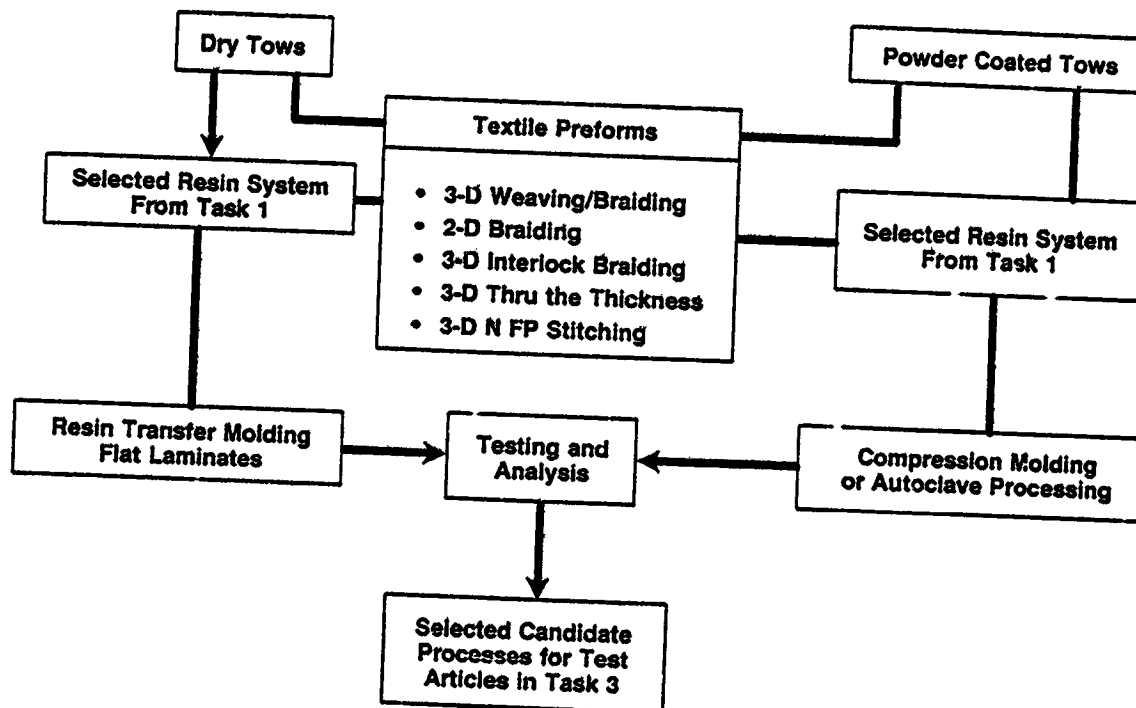 Dry Tows
Powder Coated Tows
Textile Preforms
• 3-D Weaving/Braiding
• 2-D Braiding
• 3-D Interlock Braiding
• 3-D Thru the Thickness
• 3-D N FP Stitching
Selected Resin System
From Task 1
Selected Resin System
From Task 1
Resin Transfer Molding
Flat Laminates
Testing and
Analysis
Compression Molding
or Autoclave Processing
Selected Candidate
Processes for Test
Articles in Task 3